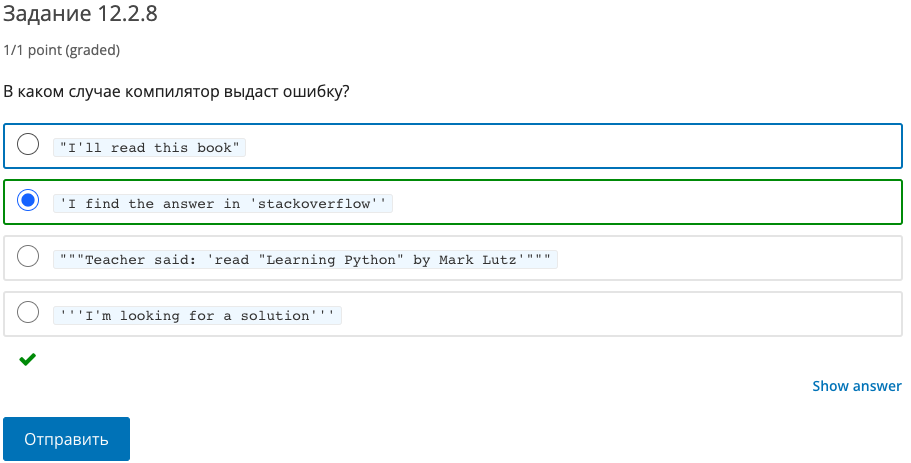 Задание 12.2.8
1/1 point (graded)
В каком случае компилятор выдаст ошибку?
"I'll read this book"
'I find the answer in 'stackoverflow''
"""Teacher said: 'read "Learning Python" by Mark Lutz'"""
'''I'm looking for a solution'''
Show answer
Отправить